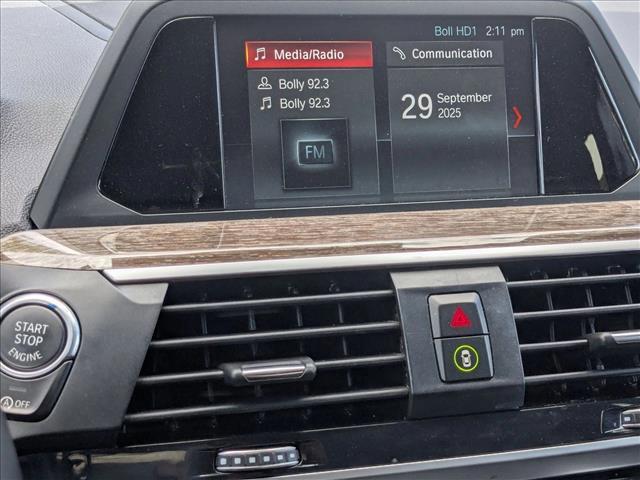 Boll HD1 2:11 pm
Media/Radio
Bolly 92.3
Bolly 92.3
FM
Communication
29 September
2025
START
STOP
ENGINE
A OFF